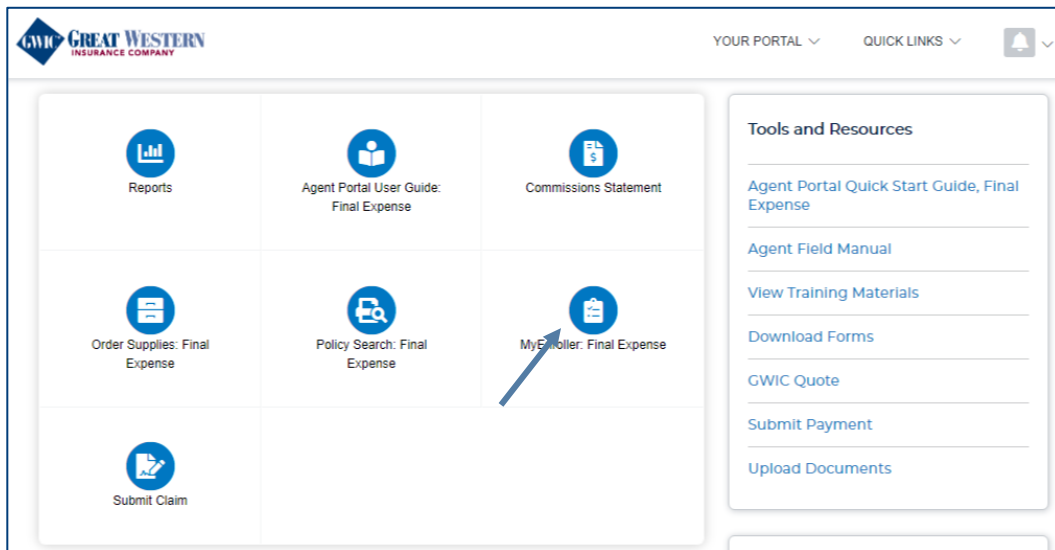 GWIC GREAT WESTERN
INSURANCE COMPANY
YOUR PORTAL
QUICK LINKS
Reports
Agent Portal User Guide:
Final Expense
Commissions Statement
Order Supplies: Final
Expense
Policy Search: Final
Expense
MyEnroller: Final Expense
Submit Claim
Tools and Resources
Agent Portal Quick Start Guide, Final
Expense
Agent Field Manual
View Training Materials
Download Forms
GWIC Quote
Submit Payment
Upload Documents